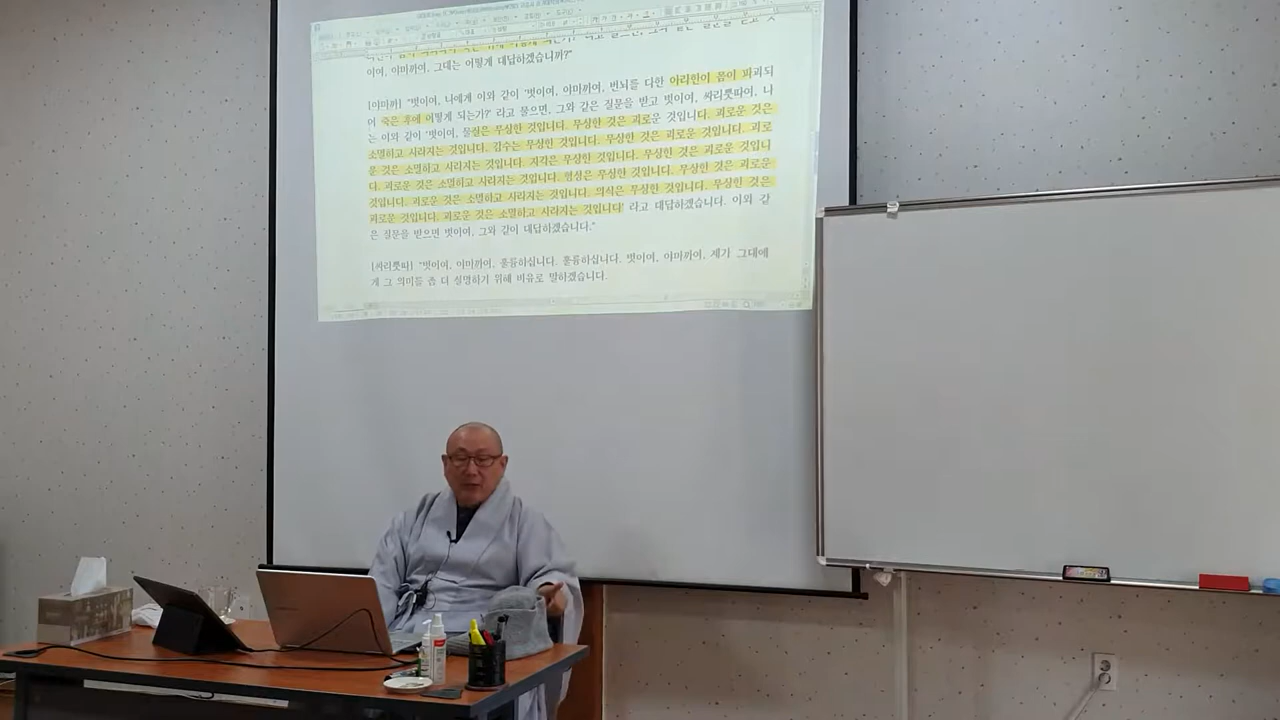 이여, 야마까여, 그대는 어떻게 대답하겠습니까?"
[야마까] "벗이여, 나에게 이와 같이 '벗이여, 야마까여, 번뇌를 다한 아라한이 몸이 파괴되
어 죽은 후에 어떻게 되는가?' 라고 물으면, 그와 같은 질문을 받고 벗이여, 싸리뿟따여, 나
는 이와 같이 '벗이여, 물질은 무상한 것입니다. 무상한 것은 괴로운 것입니다. 괴로운 것은
소멸하고 사라지는 것입니다. 감수는 무상한 것입니다. 무상한 것은 괴로운 것입니다. 괴로
운 것은 소멸하고 사라지는 것입니다. 지각은 무상한 것입니다. 무상한 것은 괴로운 것입니
다. 괴로운 것은 소멸하고 사라지는 것입니다. 형성은 무상한 것입니다. 무상한 것은 괴로운
것입니다. 괴로운 것은 소멸하고 사라지는 것입니다. 의식은 무상한 것입니다. 무상한 것은
괴로운 것입니다. 괴로운 것은 소멸하고 사라지는 것입니다' 라고 대답하겠습니다. 이와 같
은 질문을 받으면 벗이여, 그와 같이 대답하겠습니다."
[싸리뿟따] "벗이여, 야마까여, 훌륭하십니다. 훌륭하십니다. 벗이여, 야마까여, 제가 그대에
게 그 의미를 좀 더 설명하기 위해 비유로 말하겠습니다.